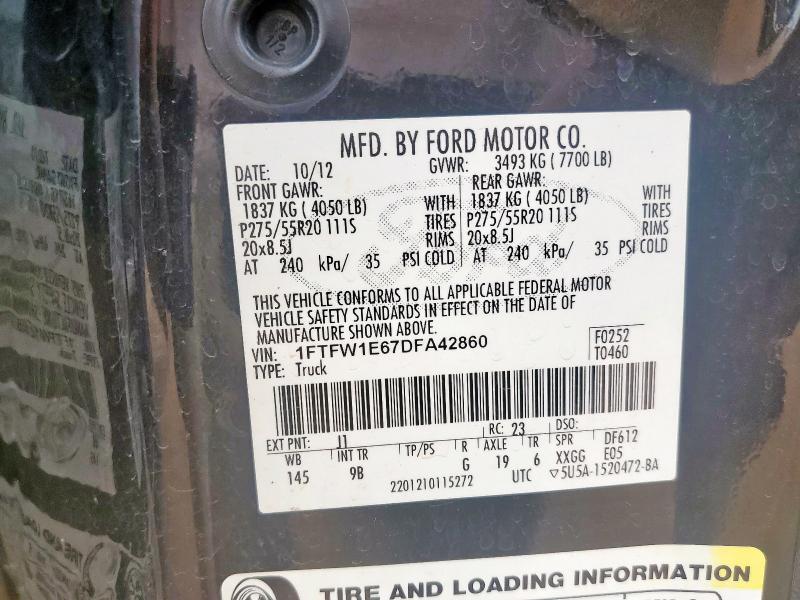 MFD. BY FORD MOTOR CO.
DATE: 10/12 GVWR: 3493 KG ( 7700 LB)
FRONT GAWR: REAR GAWR:
1837 KG ( 4050 LB) WITH 1837 KG ( 4050 LB) WITH
P275/55R20 111S TIRES P275/55R20 111S TIRES
20x8.5J RIMS 20x8.5J RIMS
AT 240 kPa/ 35 PSI COLD AT 240 kPa/ 35 PSI COLD
THIS VEHICLE CONFORMS TO ALL APPLICABLE FEDERAL MOTOR
VEHICLE SAFETY STANDARDS IN EFFECT ON THE DATE OF
MANUFACTURE SHOWN ABOVE.
VIN: 1FTFW1E67DFA42860 F0252
TYPE: Truck T0460
EXT PNT: J1 RC: 23 DSO:
WB INT TR TP/PS R AXLE TR SPR DF612
145 9B G 19 6 XXGG E05
2201210115272 UTC ▽5U5A-1520472-BA
TIRE AND LOADING INFORMATION